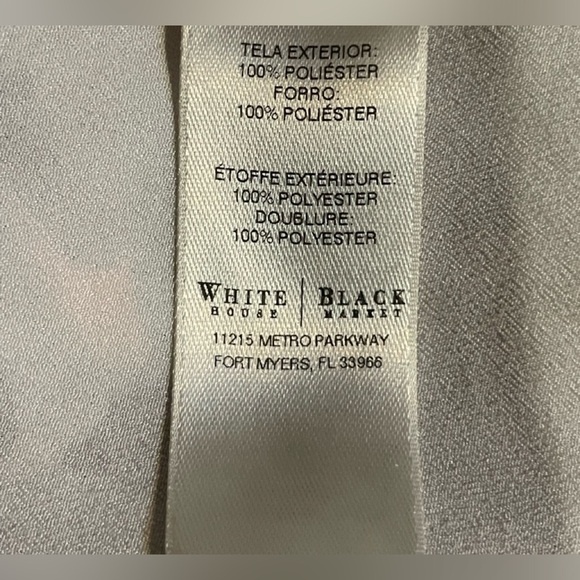 TELA EXTERIOR:
100% POLIÉSTER
FORRO:
100% POLIÉSTER
ÉTOFFE EXTÉRIEURE:
100% POLYESTER
DOUBLURE:
100% POLYESTER
WHITE | BLACK
HOUSE MARKET
11215 METRO PARKWAY
FORT MYERS, FL 33966